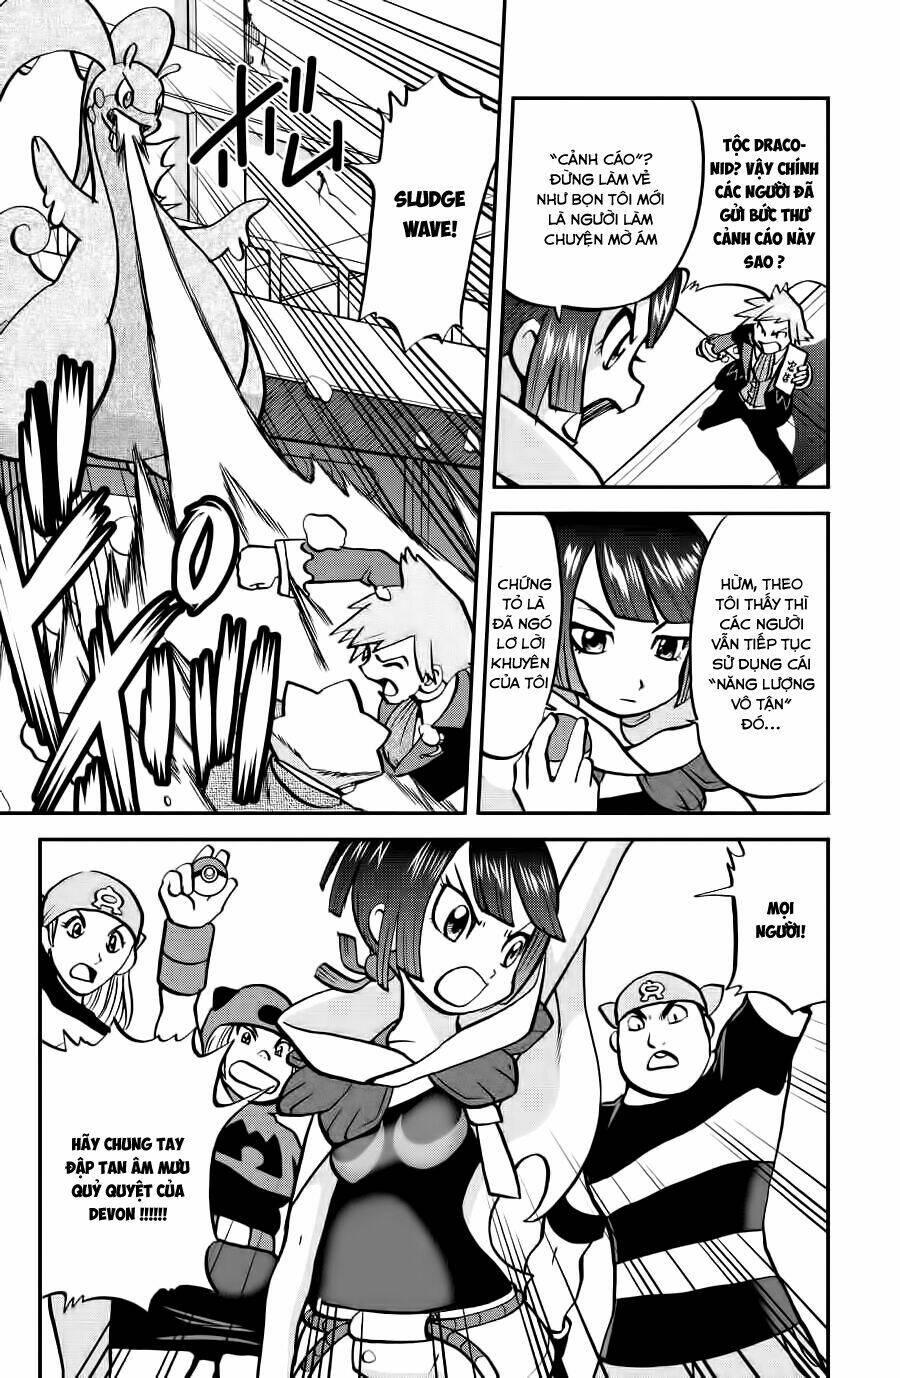 TỘC DRACO-
NID? VẬY CHÍNH
CÁC NGƯỜI ĐÃ
GỬI BỨC THƯ
CẢNH CÁO NÀY
SAO ?
"CẢNH CÁO"?
ĐỪNG LÀM VẺ
NHƯ BỌN TÔI MỚI
LÀ NGƯỜI LÀM
CHUYỆN MỜ ÁM
HỪM, THEO
TÔI THẤY THÌ
CÁC NGƯỜI
VẪN TIẾP TỤC
SỬ DỤNG CÁI
"NĂNG LƯỢNG
VÔ TẬN"
ĐÓ...
CHỨNG
TỎ LÀ
ĐÃ NGÓ
LƠ LỜI
KHUYÊN
CỦA TÔI
SLUDGE
WAVE!
MỌI
NGƯỜI!
HÃY CHUNG TAY
ĐẬP TAN ÂM MƯU
QUỶ QUYỆT CỦA
DEVON !!!!!!